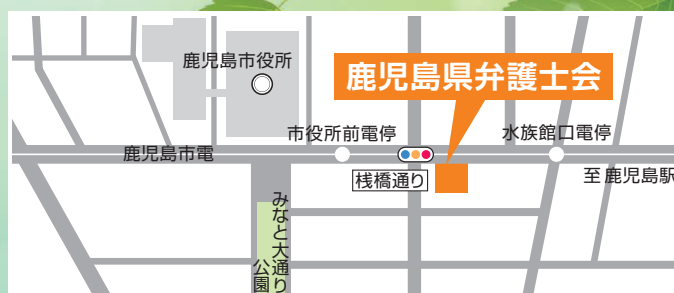 鹿児島市役所
鹿児島県弁護士会
市役所前電停
水族館口電停
鹿児島市電
桟橋通り
至 鹿児島駅
みなと大通り
公園